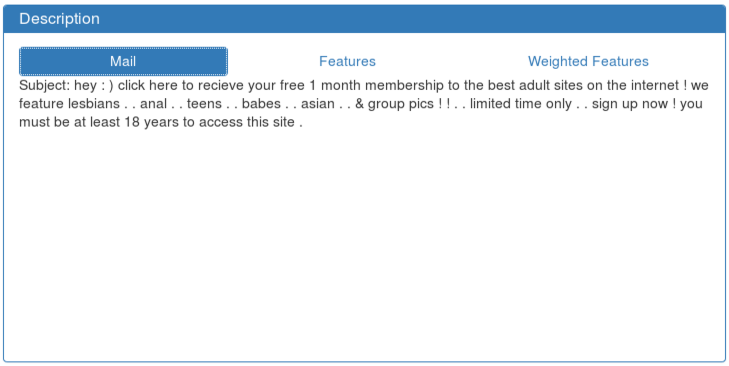 Description
Mail Features Weighted Features
Subject: hey : ) click here to recieve your free 1 month membership to the best adult sites on the internet ! we
feature lesbians . . anal . . teens . . babes . . asian . . & group pics ! ! . . limited time only . . sign up now ! you
must be at least 18 years to access this site .